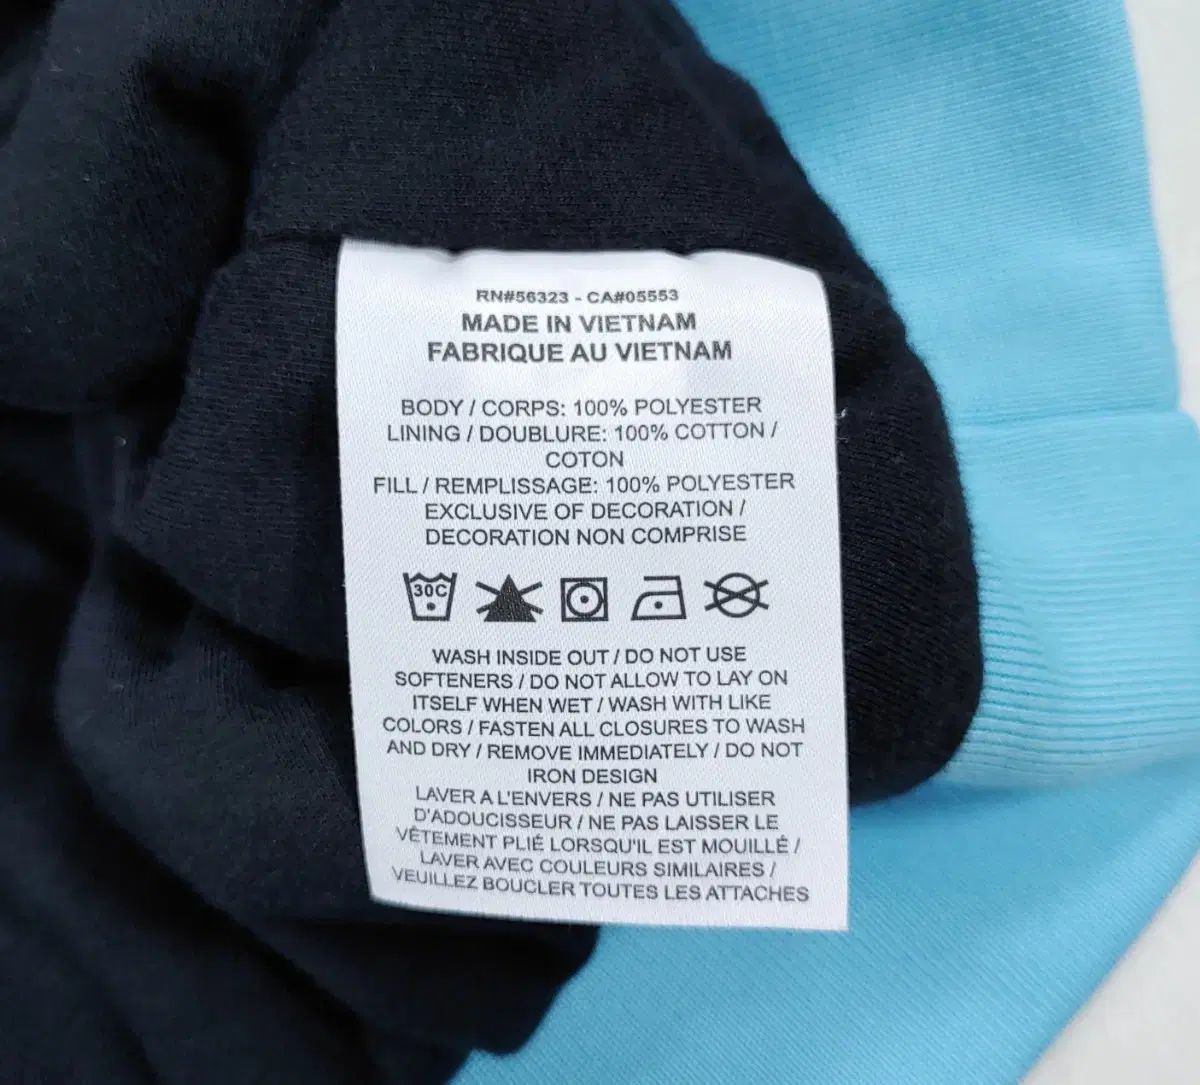 RN#56323 - CA#05553
MADE IN VIETNAM
FABRIQUE AU VIETNAM
BODY / CORPS: 100% POLYESTER
LINING / DOUBLURE: 100% COTTON /
COTON
FILL / REMPLISSAGE: 100% POLYESTER
EXCLUSIVE OF DECORATION /
DECORATION NON COMPRISE
30C
WASH INSIDE OUT / DO NOT USE
SOFTENERS / DO NOT ALLOW TO LAY ON
ITSELF WHEN WET / WASH WITH LIKE
COLORS / FASTEN ALL CLOSURES TO WASH
AND DRY / REMOVE IMMEDIATELY / DO NOT
IRON DESIGN
LAVER A L'ENVERS / NE PAS UTILISER
D'ADOUCISSEUR / NE PAS LAISSER LE
VÊTEMENT PLIÉ LORSQU'IL EST MOUILLÉ /
LAVER AVEC COULEURS SIMILAIRES /
VEUILLEZ BOUCLER TOUTES LES ATTACHES